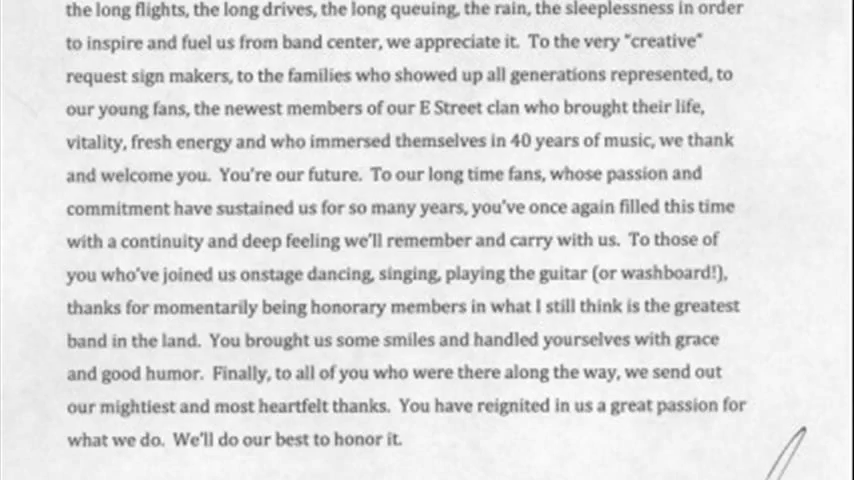 the long flights, the long drives, the long queuing, the rain, the sleeplessness in order
to inspire and fuel us from band center, we appreciate it. To the very "creative"
request sign makers, to the families who showed up all generations represented, to
our young fans, the newest members of our E Street clan who brought their life,
vitality, fresh energy and who immersed themselves in 40 years of music, we thank
and welcome you. You're our future. To our long time fans, whose passion and
commitment have sustained us for so many years, you've once again filled this time
with a continuity and deep feeling we'll remember and carry with us. To those of
you who've joined us onstage dancing, singing, playing the guitar (or washboard!),
thanks for momentarily being honorary members in what I still think is the greatest
band in the land. You brought us some smiles and handled yourselves with grace
and good humor. Finally, to all of you who were there along the way, we send out
our mightiest and most heartfelt thanks. You have reignited in us a great passion for
what we do. We'll do our best to honor it.